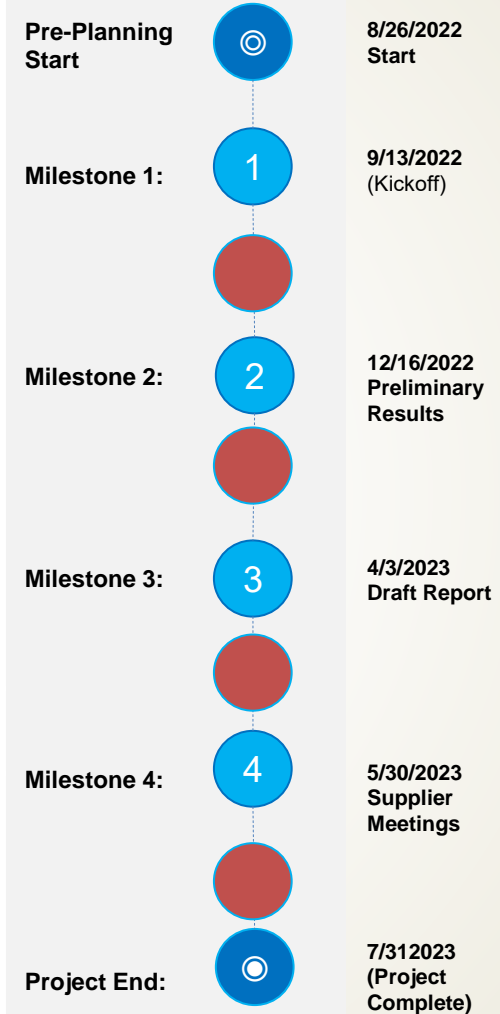 Pre-Planning
Start
8/26/2022
Start
Milestone 1:
1
9/13/2022
(Kickoff)
Milestone 2:
2
12/16/2022
Preliminary
Results
Milestone 3:
3
4/3/2023
Draft Report
Milestone 4:
4
5/30/2023
Supplier
Meetings
Project End:
7/312023
(Project
Complete)